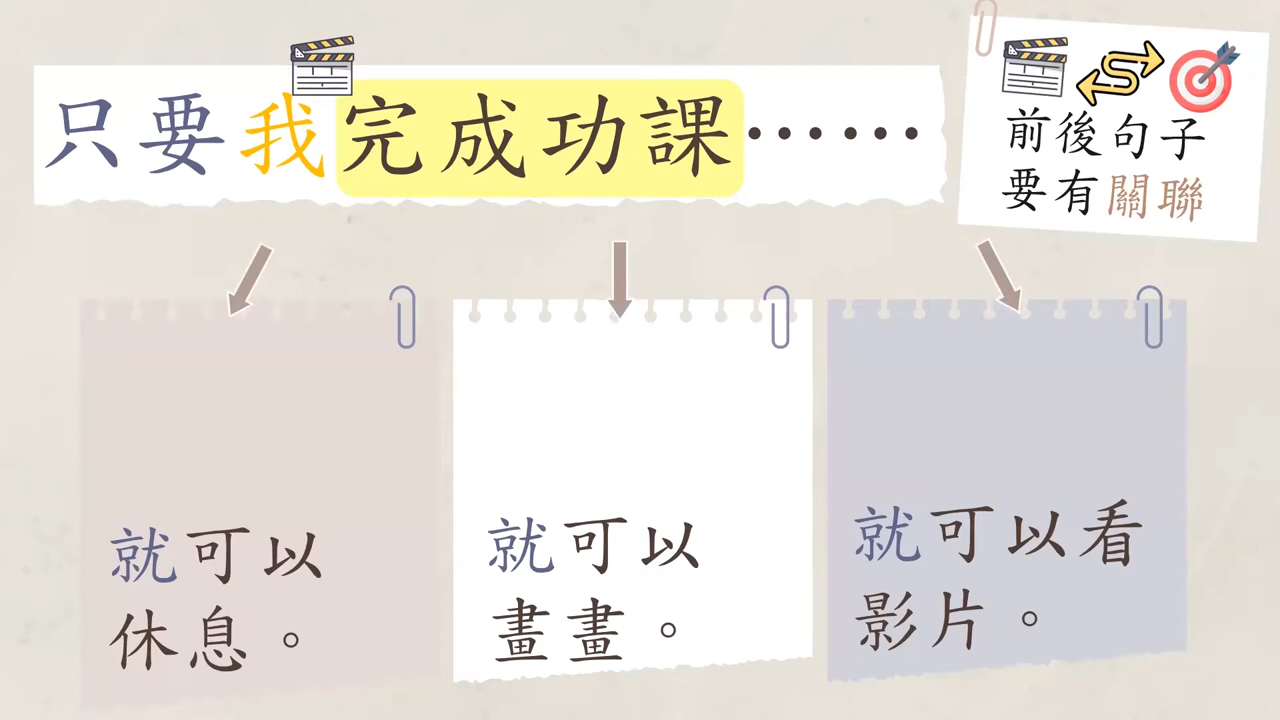 只要我完成功課⋯⋯
前後句子
要有關聯
就可以
休息。
就可以
畫畫。
就可以看
影片。